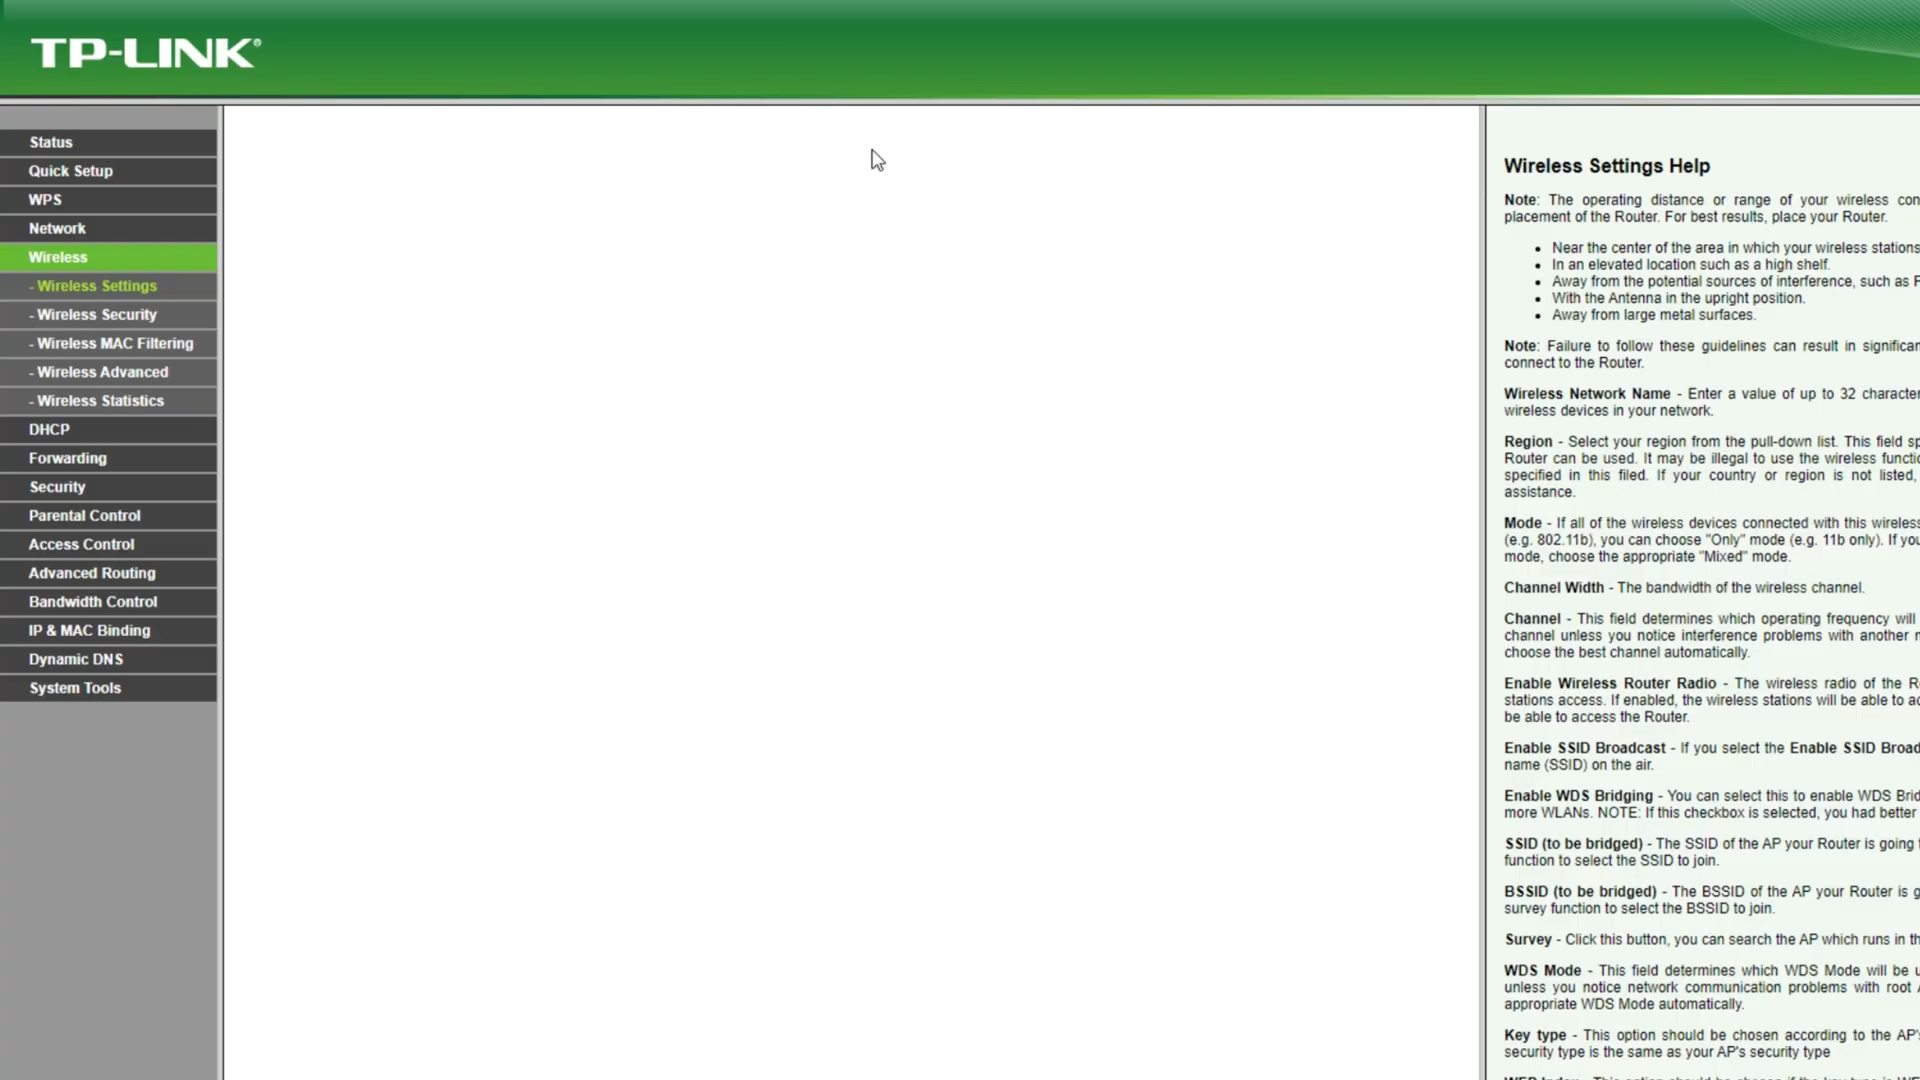 TP-LINK®
Status
Quick Setup
WPS
Network
Wireless
- Wireless Settings
- Wireless Security
- Wireless MAC Filtering
- Wireless Advanced
- Wireless Statistics
DHCP
Forwarding
Security
Parental Control
Access Control
Advanced Routing
Bandwidth Control
IP & MAC Binding
Dynamic DNS
System Tools
Wireless Settings Help
Note: The operating distance or range of your wireless con
placement of the Router. For best results, place your Router.
• Near the center of the area in which your wireless stations
• In an elevated location such as a high shelf.
• Away from the potential sources of interference, such as
• With the Antenna in the upright position.
• Away from large metal surfaces.
Note: Failure to follow these guidelines can result in significan
connect to the Router.
Wireless Network Name - Enter a value of up to 32 character
wireless devices in your network.
Region - Select your region from the pull-down list. This field sp
Router can be used. It may be illegal to use the wireless functio
specified in this filed. If your country or region is not listed,
assistance.
Mode - If all of the wireless devices connected with this wireless
(e.g. 802.11b), you can choose "Only" mode (e.g. 11b only). If you
mode, choose the appropriate "Mixed" mode.
Channel Width - The bandwidth of the wireless channel.
Channel - This field determines which operating frequency will
channel unless you notice interference problems with another
choose the best channel automatically.
Enable Wireless Router Radio - The wireless radio of the R
stations access. If enabled, the wireless stations will be able to ac
be able to access the Router.
Enable SSID Broadcast - If you select the Enable SSID Broad
name (SSID) on the air.
Enable WDS Bridging - You can select this to enable WDS Brid
more WLANs. NOTE: If this checkbox is selected, you had better
SSID (to be bridged) - The SSID of the AP your Router is going
function to select the SSID to join.
BSSID (to be bridged) - The BSSID of the AP your Router is g
survey function to select the BSSID to join.
Survey - Click this button, you can search the AP which runs in th
WDS Mode - This field determines which WDS Mode will be u
unless you notice network communication problems with root
appropriate WDS Mode automatically.
Key type - This option should be chosen according to the AP's
security type is the same as your AP's security type